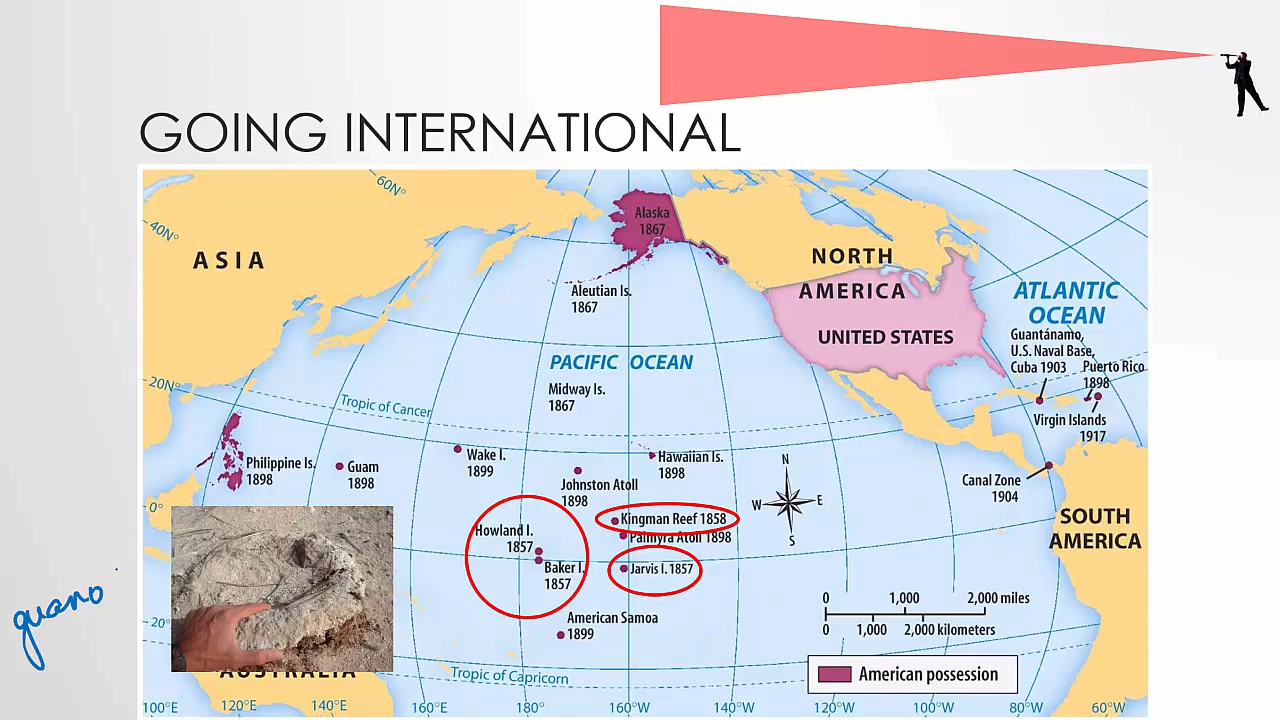 GOING INTERNATIONAL
60N°
Alaska
1867
40N°
ASIA
NORTH
AMERICA
Aleutian Is.
1867
ATLANTIC
OCEAN
UNITED STATES
Guantánamo,
U.S. Naval Base,
Cuba 1903
PACIFIC OCEAN
Puerto Rico
1898
20N°
Midway Is.
1867
Tropic of Cancer
Virgin Islands
1917
Philippine Is.
1898
Guam
1898
Wake I.
1899
Hawaiian Is.
1898
Johnston Atoll
1898
N
W
E
S
Canal Zone
1904
0°
Kingman Reef 1858
Palmyra Atoll 1898
Howland I.
1857
Baker I.
1857
Jarvis I. 1857
SOUTH
AMERICA
guano
American Samoa
1899
0 1,000 2,000 miles
0 1,000 2,000 kilometers
20°
AUSTRALIA
Tropic of Capricorn
American possession
100°E 120°E 140°E 160°E 180° 160°W 140°W 120°W 100°W 80°W 60°W